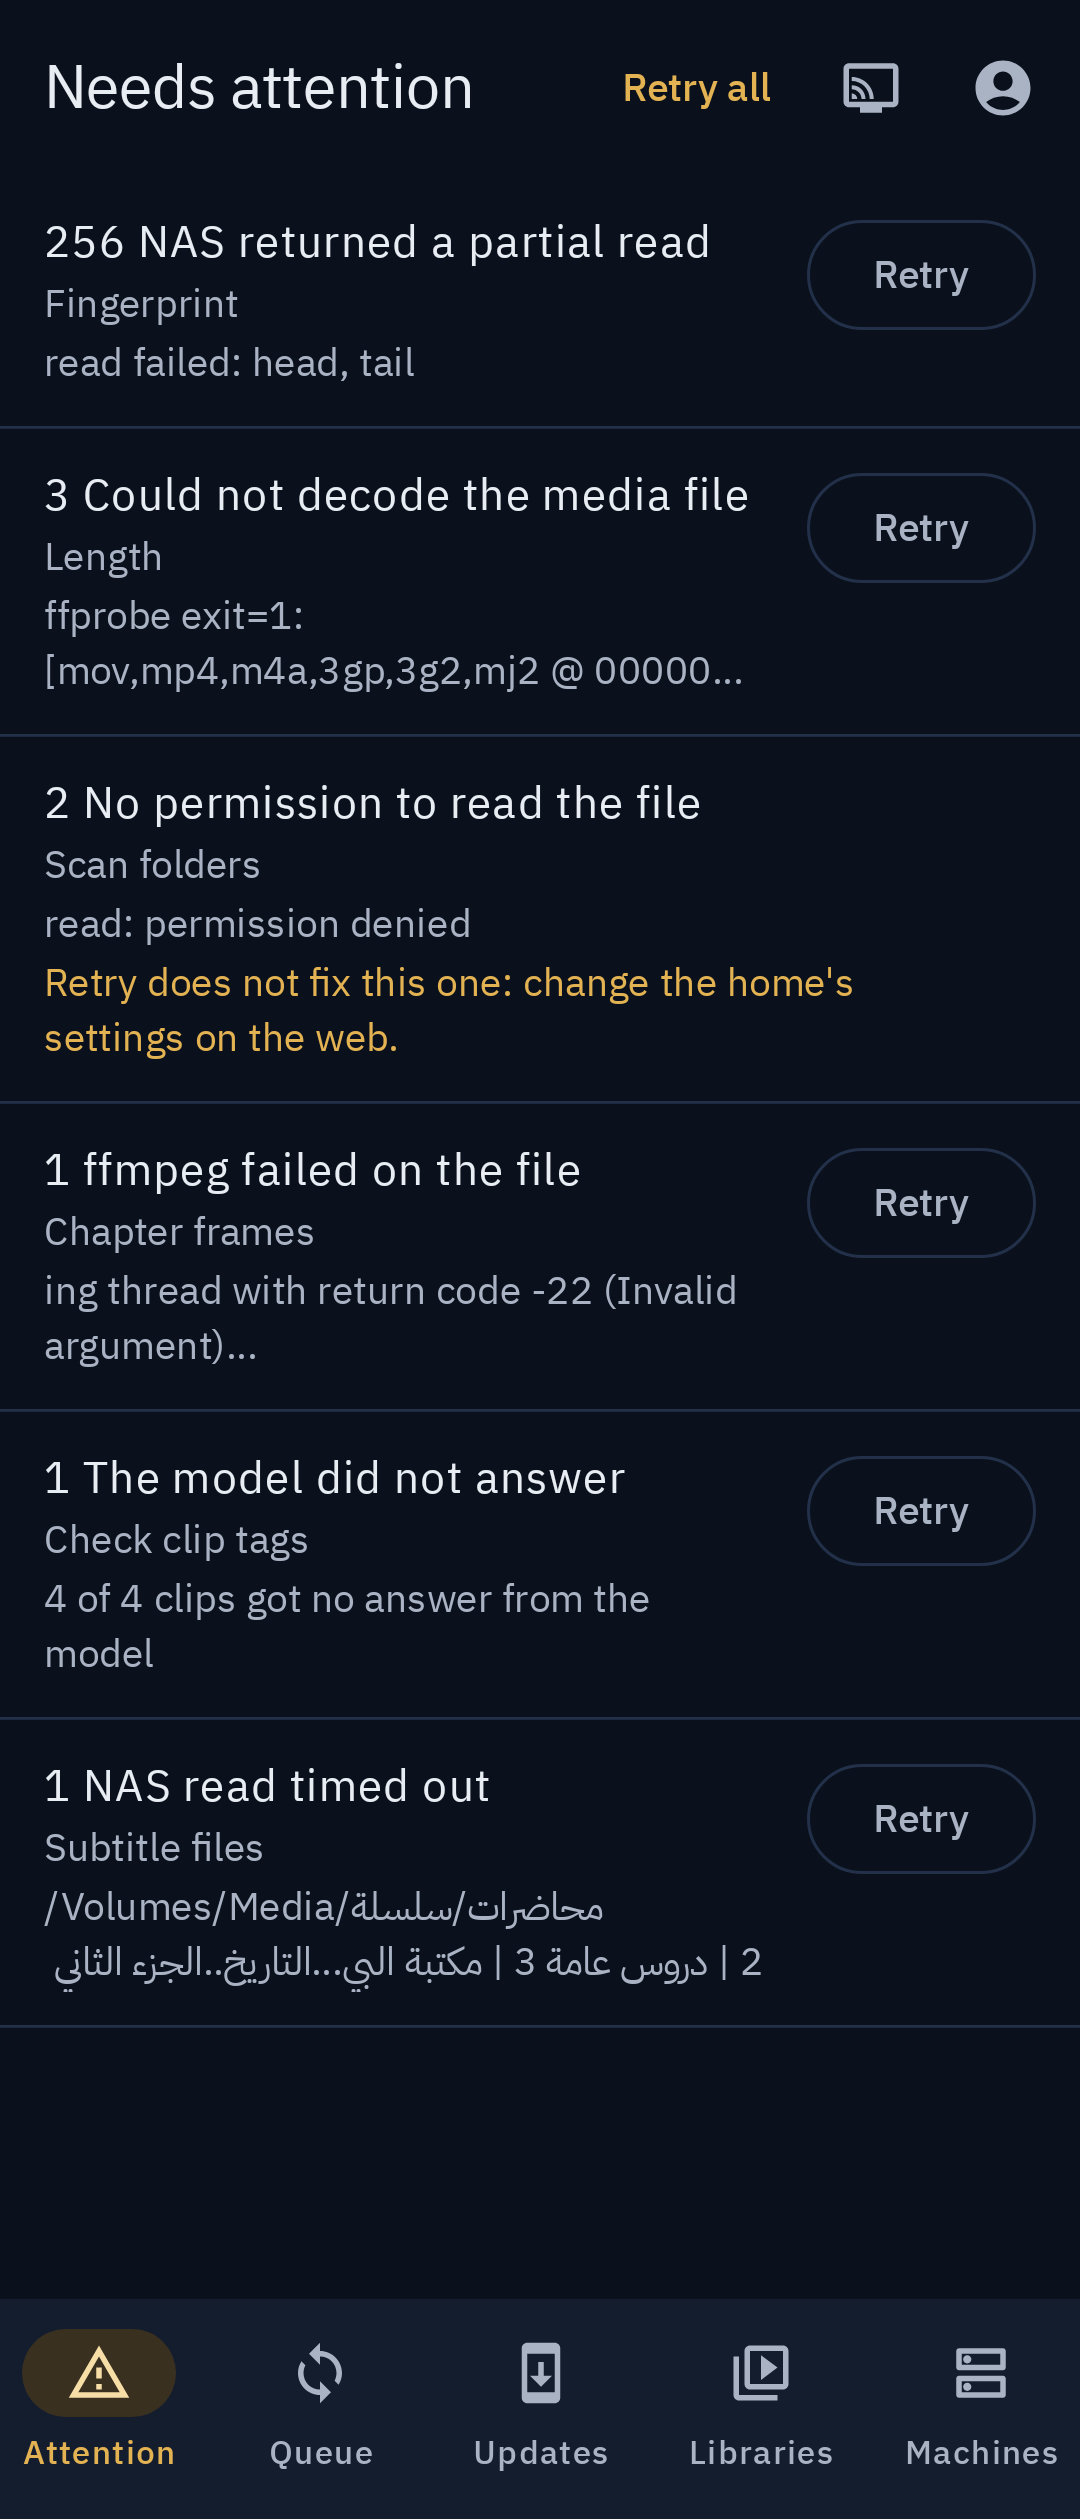 Needs attention
Retry all
256 NAS returned a partial read
Retry
Fingerprint
read failed: head, tail
3 Could not decode the media file
Retry
Length
ffprobe exit=1:
[mov,mp4,m4a,3gp,3g2,mj2 @ 00000...
2 No permission to read the file
Scan folders
read: permission denied
Retry does not fix this one: change the home's
settings on the web.
1 ffmpeg failed on the file
Retry
Chapter frames
ing thread with return code -22 (Invalid
argument)...
1 The model did not answer
Retry
Check clip tags
4 of 4 clips got no answer from the
model
1 NAS read timed out
Retry
Subtitle files
/Volumes/Media/محاضرات/سلسلة
2 | دروس عامة 3 | مكتبة البي...التاريخ..الجزء الثاني
Attention
Queue
Updates
Libraries
Machines